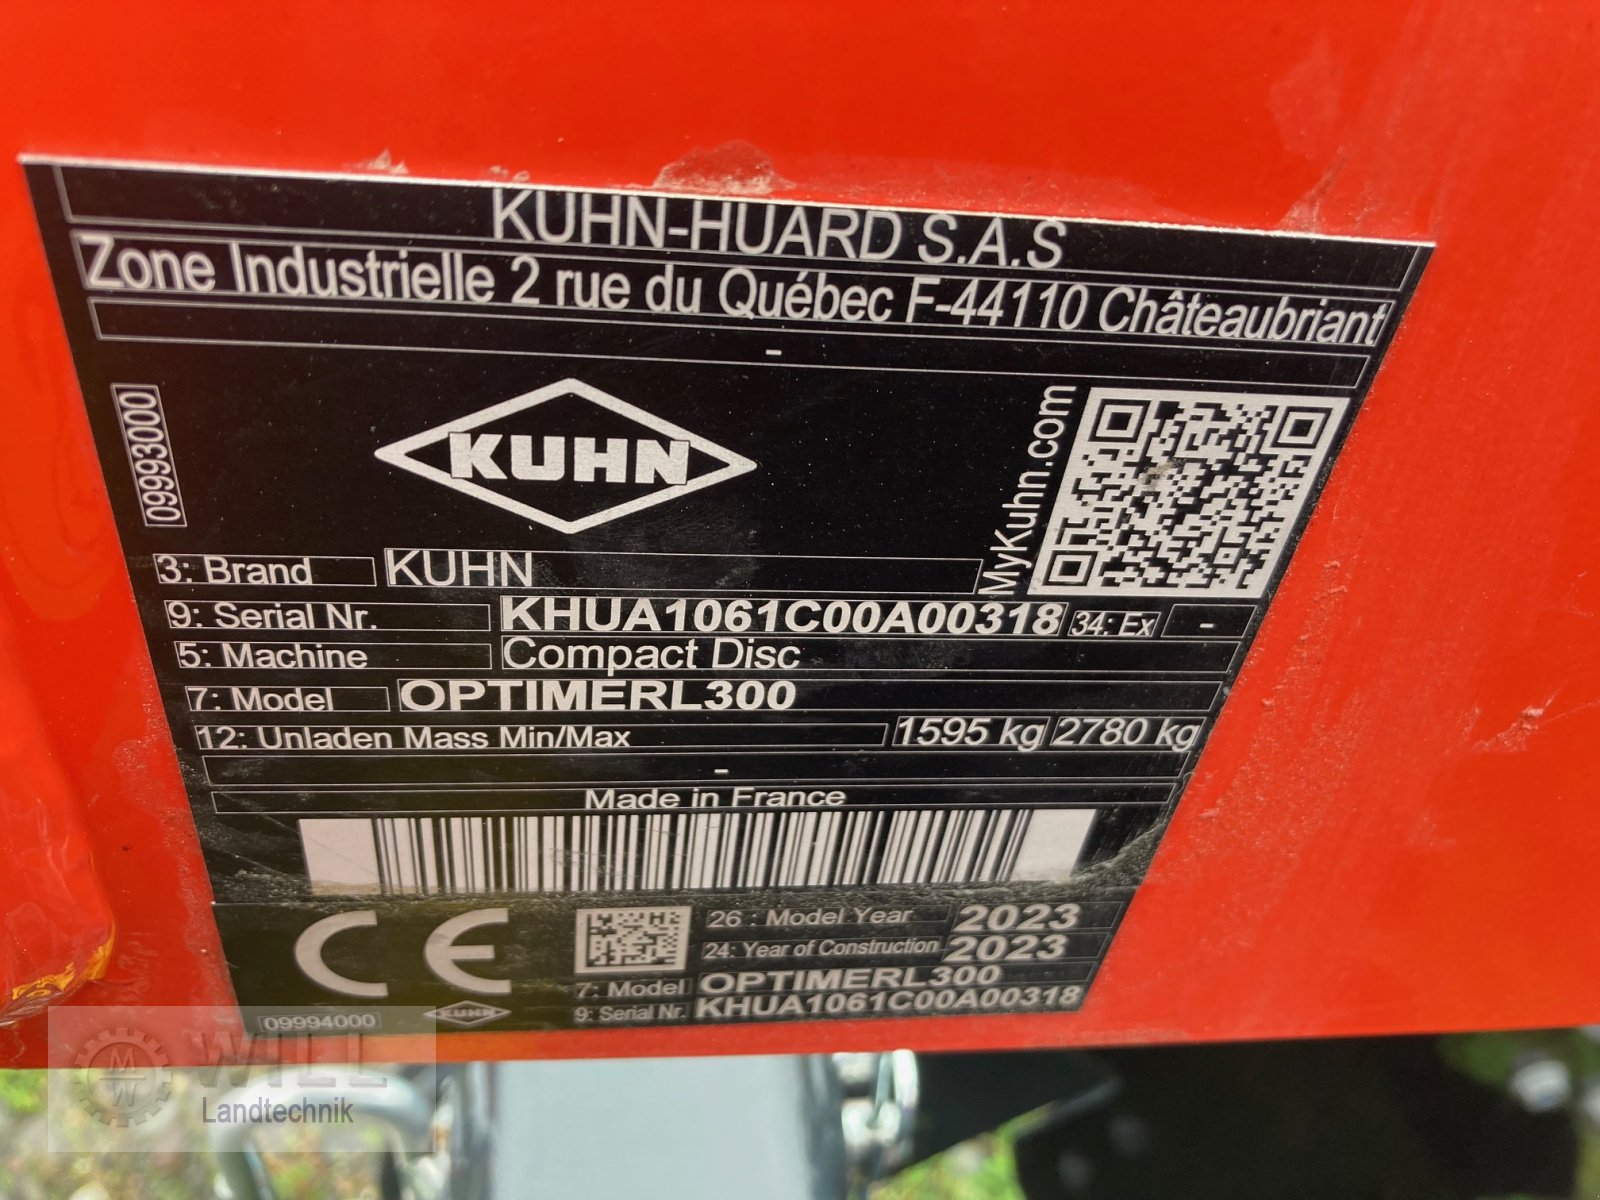 KUHN-HUARD S.A.S
Zone Industrielle 2 rue du Québec F-44110 Châteaubriant
-
09993000
KUHN
MyKuhn.com
3: Brand KUHN
9: Serial Nr. KHUA1061C00A00318 34: Ex -
5: Machine Compact Disc
7: Model OPTIMERL300
12: Unladen Mass Min/Max 1595 kg 2780 kg
-
Made in France
CE
26 : Model Year 2023
24: Year of Construction 2023
7: Model OPTIMERL300
9: Serial Nr. KHUA1061C00A00318
09994000
KUHN
M W
WILL
Landtechnik